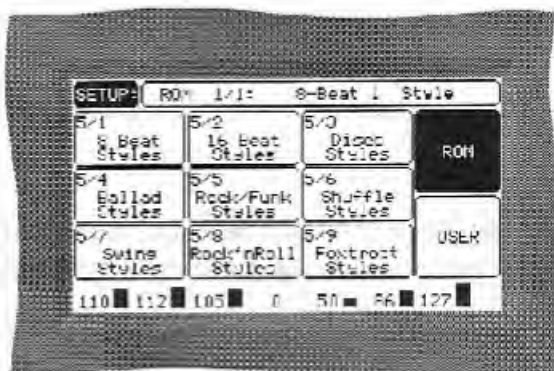 SETUP: ROM 1/1: 8-Beat 1 Style
5/1 5/2 5/3
8 Beat 16 Beat Disco ROM
Styles Styles Styles
5/4 5/5 5/6
Ballad Rock/Funk Shuffle
Styles Styles Styles
5/7 5/8 5/9 USER
Swing Rock'nRoll Foxtrott
Styles Styles Styles
110 112 105 0 50 86 127